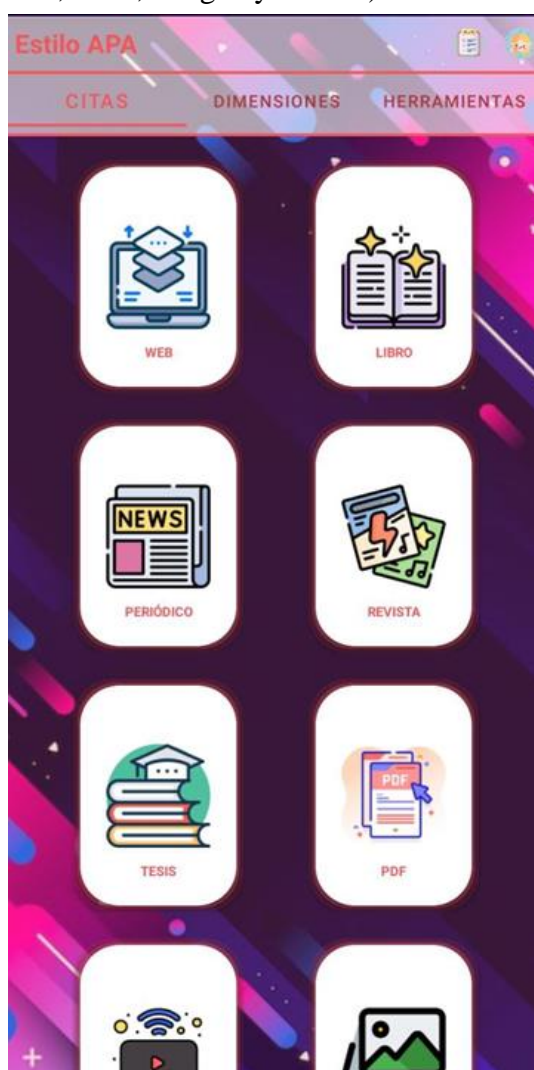 Estilo APA
CITAS DIMENSIONES HERRAMIENTAS
WEB
LIBRO
NEWS
PERIÓDICO
REVISTA
TESIS
PDF
PDF